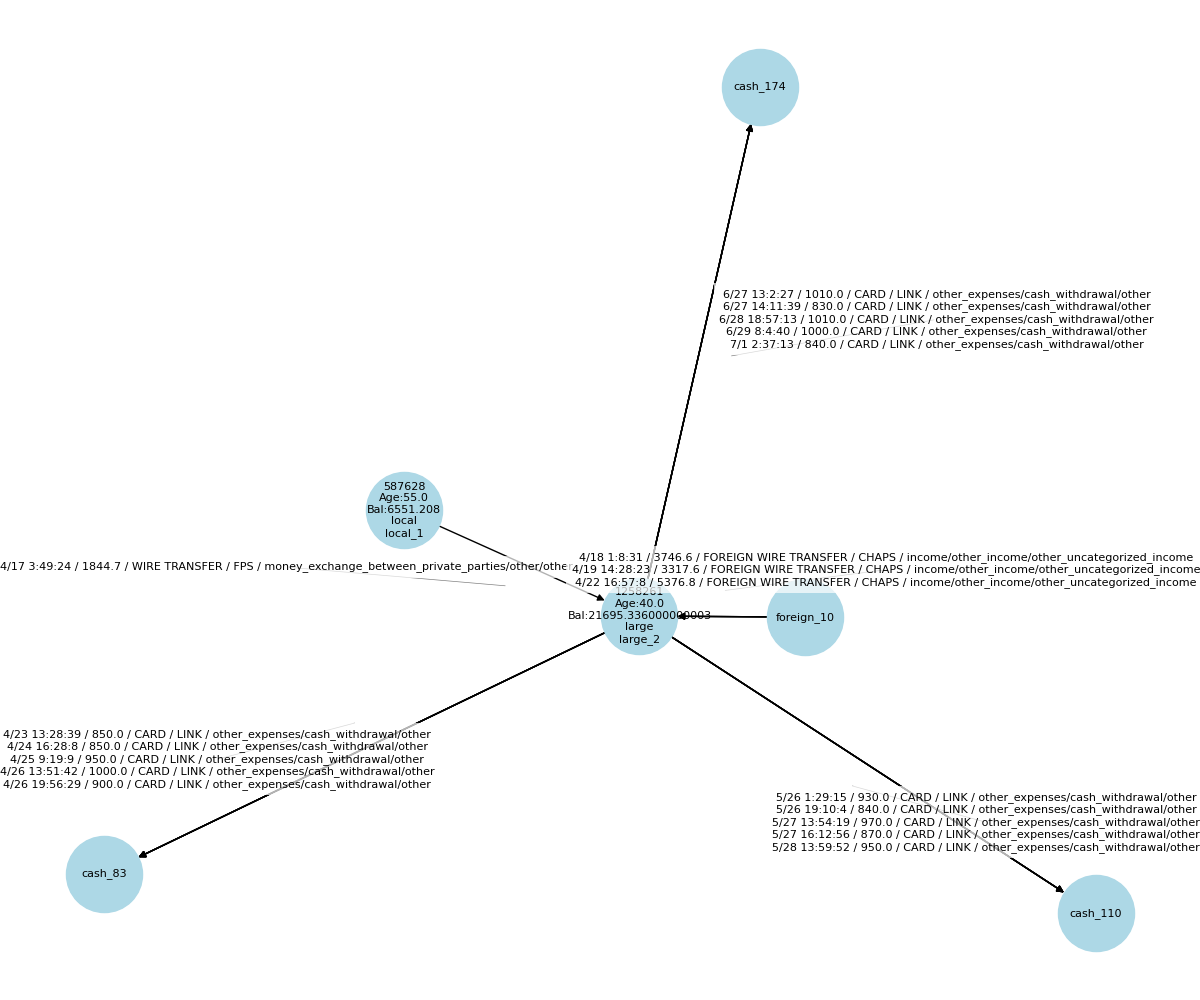 cash_174
6/27 13:2:27 / 1010.0 / CARD / LINK / other_expenses/cash_withdrawal/other
6/27 14:11:39 / 830.0 / CARD / LINK / other_expenses/cash_withdrawal/other
6/28 18:57:13 / 1010.0 / CARD / LINK / other_expenses/cash_withdrawal/other
6/29 8:4:40 / 1000.0 / CARD / LINK / other_expenses/cash_withdrawal/other
7/1 2:37:13 / 840.0 / CARD / LINK / other_expenses/cash_withdrawal/other
587628
Age:55.0
Bal:6551.208
local
local_1
4/17 3:49:24 / 1844.7 / WIRE TRANSFER / FPS / money_exchange_between_private_parties/other/other
4/18 1:8:31 / 3746.6 / FOREIGN WIRE TRANSFER / CHAPS / income/other_income/other_uncategorized_income
4/19 14:28:23 / 3317.6 / FOREIGN WIRE TRANSFER / CHAPS / income/other_income/other_uncategorized_income
4/22 16:57:8 / 5376.8 / FOREIGN WIRE TRANSFER / CHAPS / income/other_income/other_uncategorized_income
1258261
Age:40.0
Bal:21695.336000000003
large
large_2
foreign_10
4/23 13:28:39 / 850.0 / CARD / LINK / other_expenses/cash_withdrawal/other
4/24 16:28:8 / 850.0 / CARD / LINK / other_expenses/cash_withdrawal/other
4/25 9:19:9 / 950.0 / CARD / LINK / other_expenses/cash_withdrawal/other
4/26 13:51:42 / 1000.0 / CARD / LINK / other_expenses/cash_withdrawal/other
4/26 19:56:29 / 900.0 / CARD / LINK / other_expenses/cash_withdrawal/other
5/26 1:29:15 / 930.0 / CARD / LINK / other_expenses/cash_withdrawal/other
5/26 19:10:4 / 840.0 / CARD / LINK / other_expenses/cash_withdrawal/other
5/27 13:54:19 / 970.0 / CARD / LINK / other_expenses/cash_withdrawal/other
5/27 16:12:56 / 870.0 / CARD / LINK / other_expenses/cash_withdrawal/other
5/28 13:59:52 / 950.0 / CARD / LINK / other_expenses/cash_withdrawal/other
cash_83
cash_110